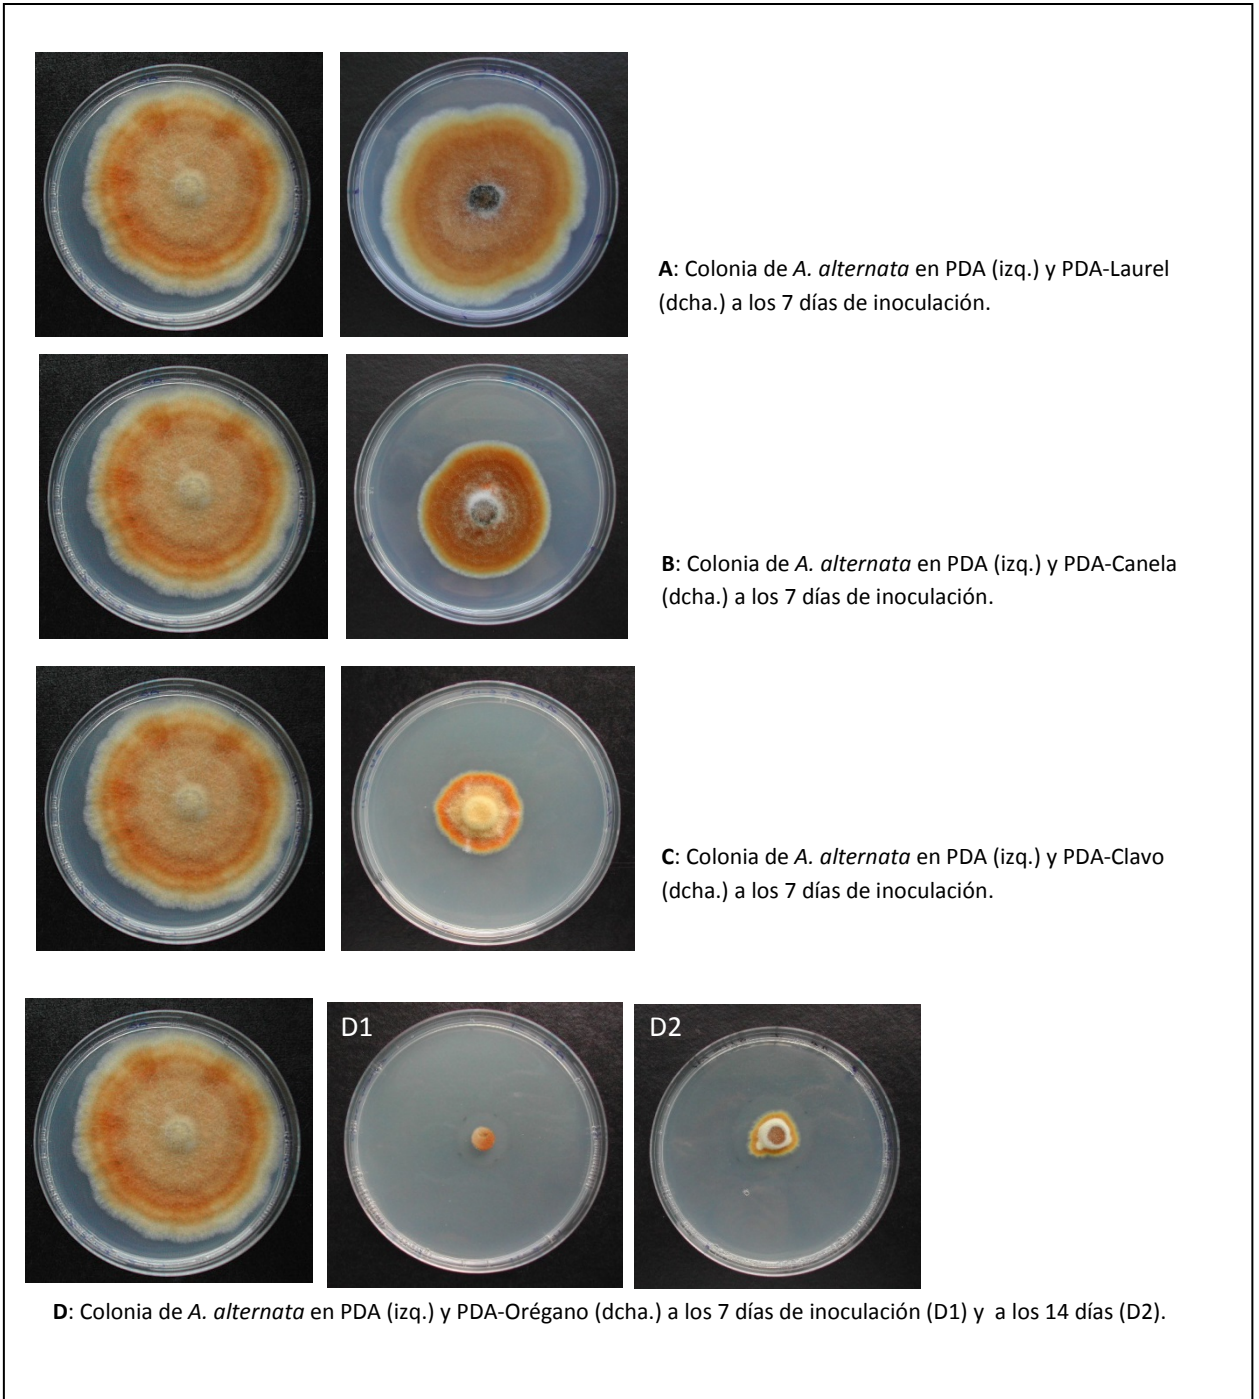 A: Colonia de A. alternata en PDA (izq.) y PDA-Laurel
(dcha.) a los 7 días de inoculación.
B: Colonia de A. alternata en PDA (izq.) y PDA-Canela
(dcha.) a los 7 días de inoculación.
C: Colonia de A. alternata en PDA (izq.) y PDA-Clavo
(dcha.) a los 7 días de inoculación.
D1
D2
D: Colonia de A. alternata en PDA (izq.) y PDA-Orégano (dcha.) a los 7 días de inoculación (D1) y a los 14 días (D2).